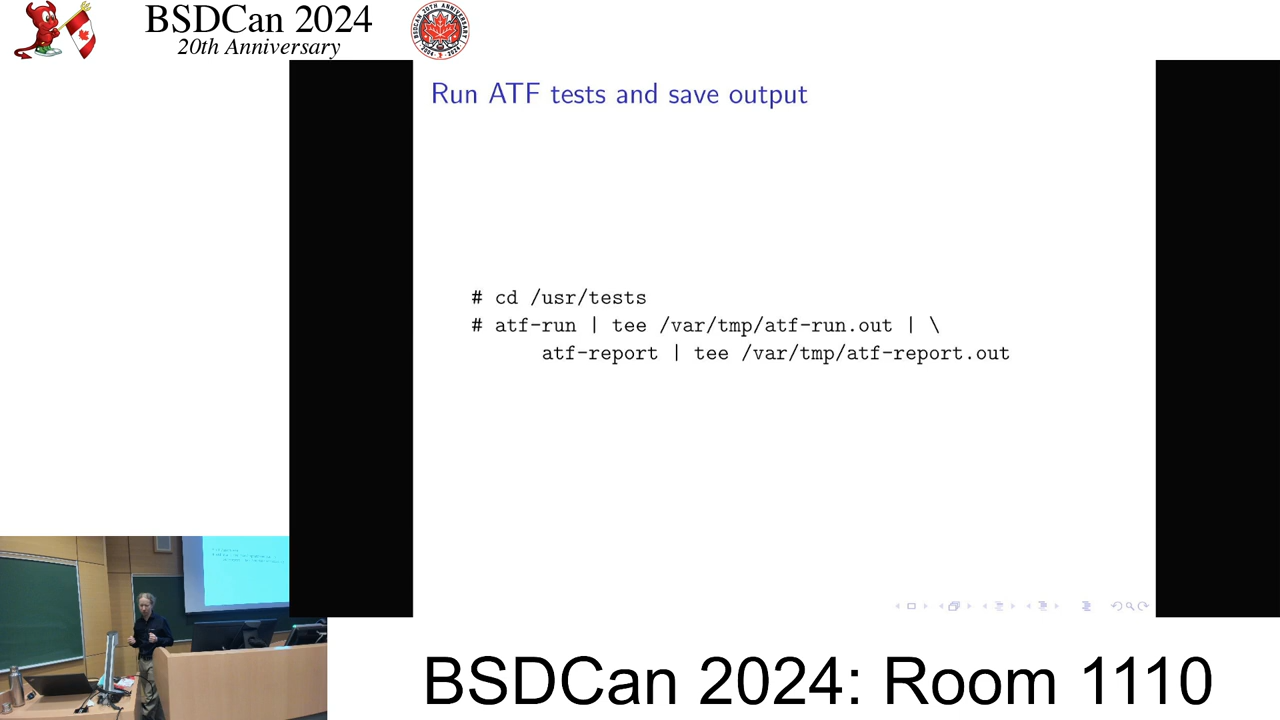 BSDCan 2024
20th Anniversary
Run ATF tests and save output
# cd /usr/tests
# atf-run | tee /var/tmp/atf-run.out | \
atf-report | tee /var/tmp/atf-report.out
BSDCan 2024: Room 1110